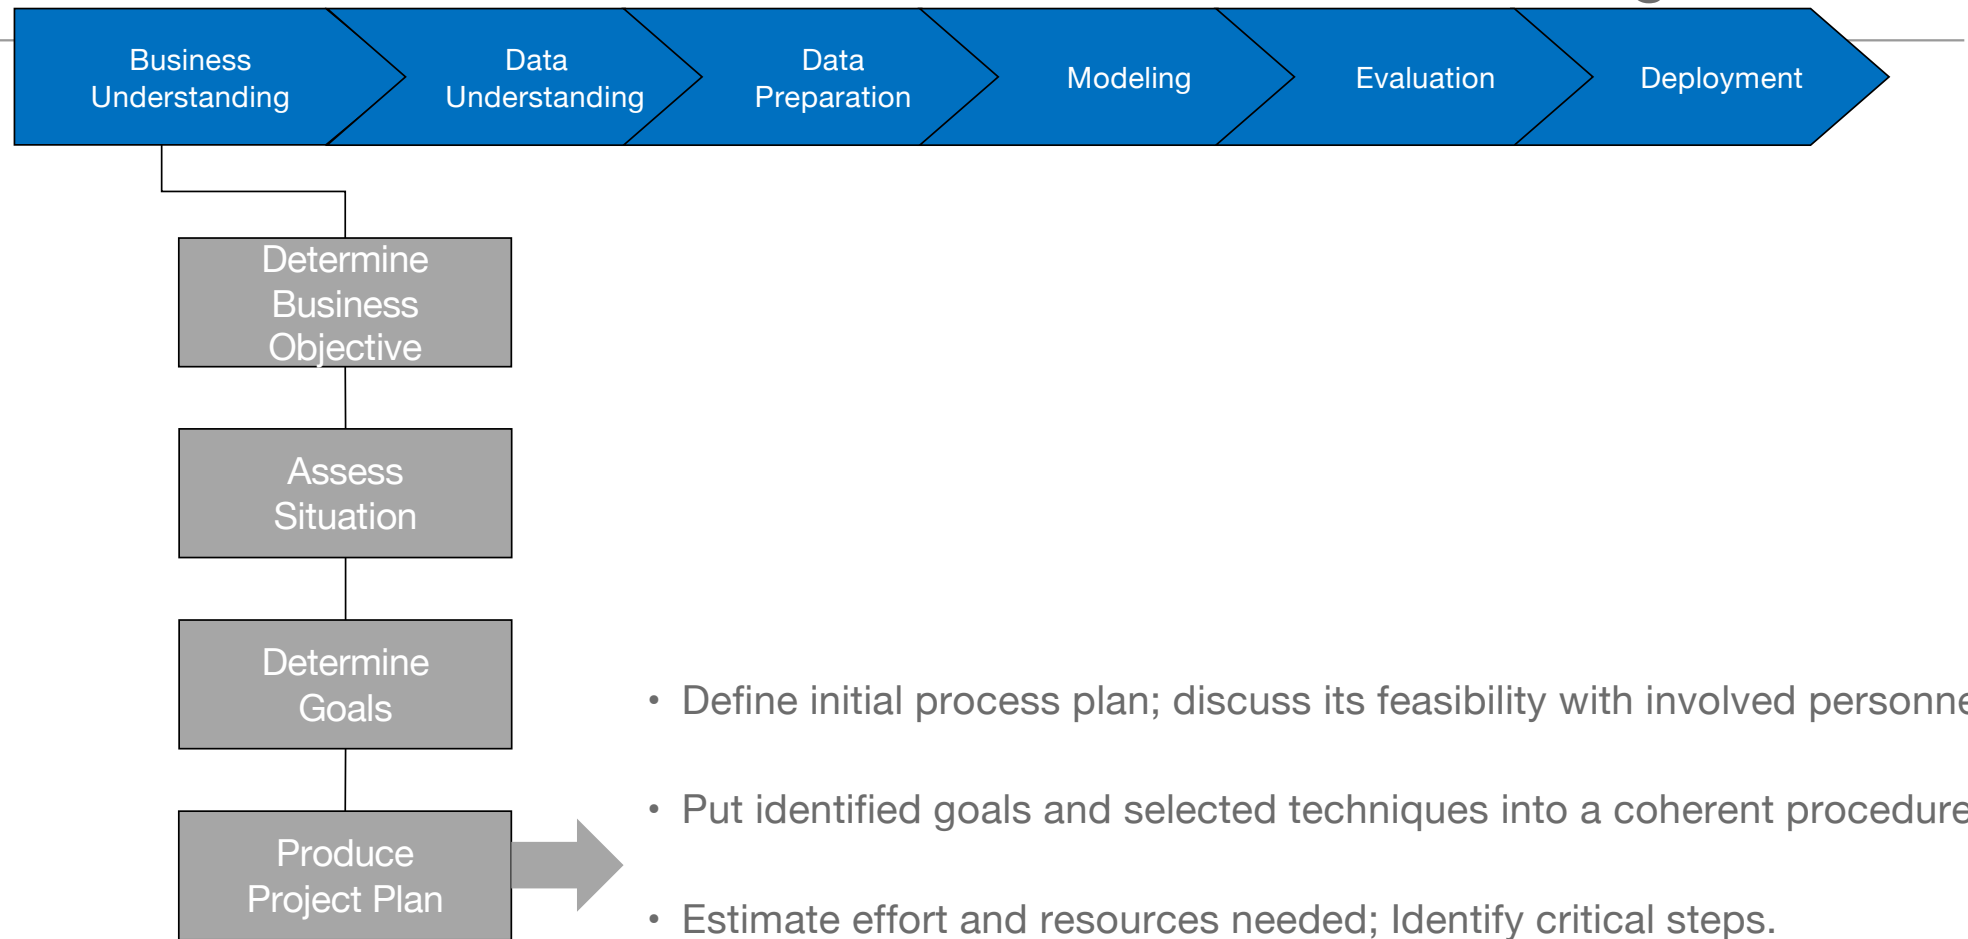 Business
Understanding
Data
Understanding
Data
Preparation
Modeling
Evaluation
Deployment
Determine
Business
Objective
Assess
Situation
Determine
Goals
Produce
Project Plan
• Define initial process plan; discuss its feasibility with involved
• Put identified goals and selected techniques into a coherent procedure
• Estimate effort and resources needed; Identify critical steps.